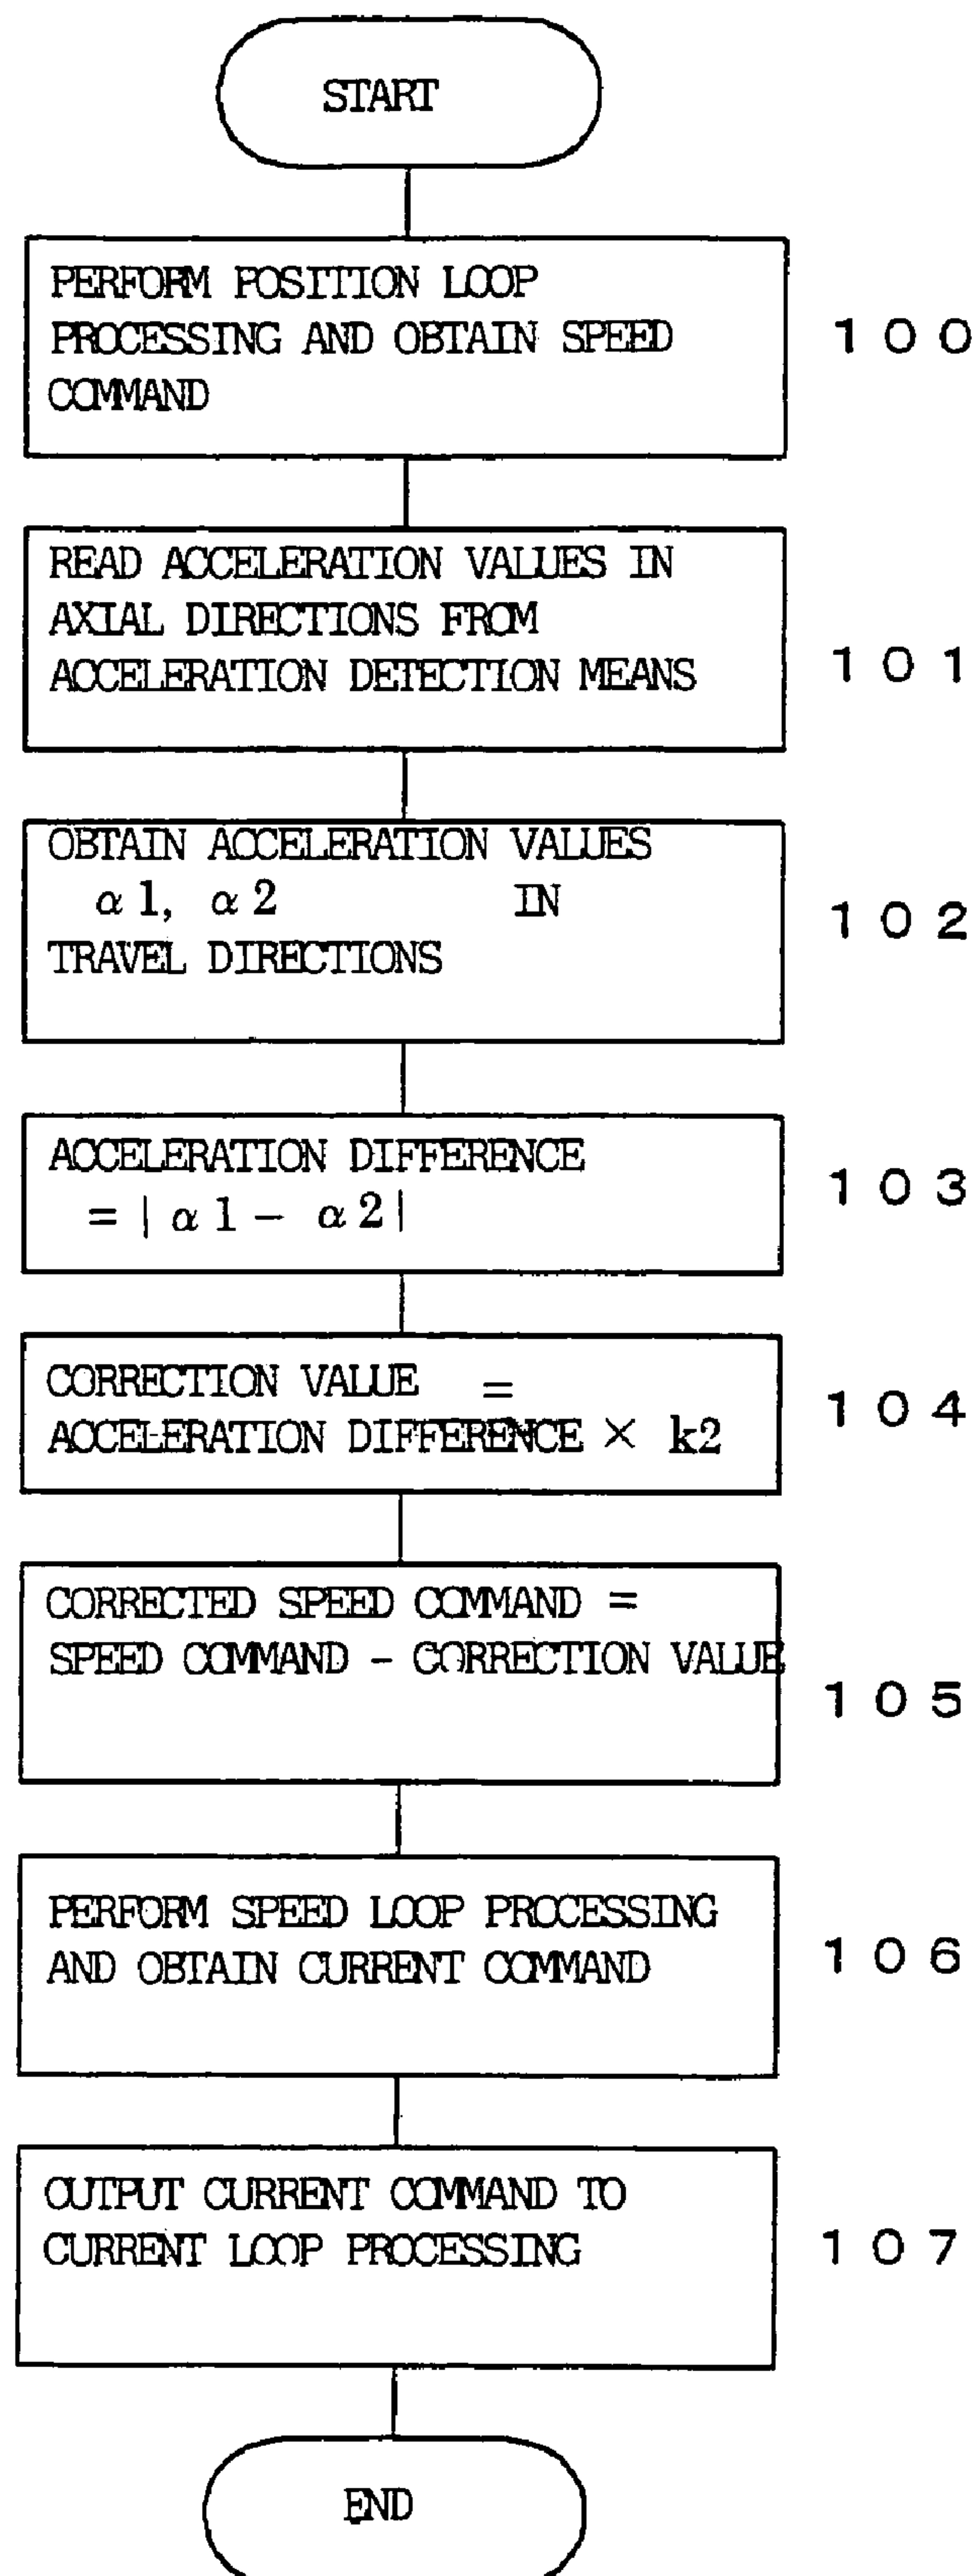 START
PERFORM POSITION LOOP
PROCESSING AND OBTAIN SPEED
COMMAND
100
READ ACCELERATION VALUES IN
AXIAL DIRECTIONS FROM
ACCELERATION DETECTION MEANS
101
OBTAIN ACCELERATION VALUES
α1, α2 IN
TRAVEL DIRECTIONS
102
ACCELERATION DIFFERENCE
=|α1− α2|
103
CORRECTION VALUE =
ACCELERATION DIFFERENCE × k2
104
CORRECTED SPEED COMMAND =
SPEED COMMAND - CORRECTION VALUE
105
PERFORM SPEED LOOP PROCESSING
AND OBTAIN CURRENT COMMAND
106
OUTPUT CURRENT COMMAND TO
CURRENT LOOP PROCESSING
107
END